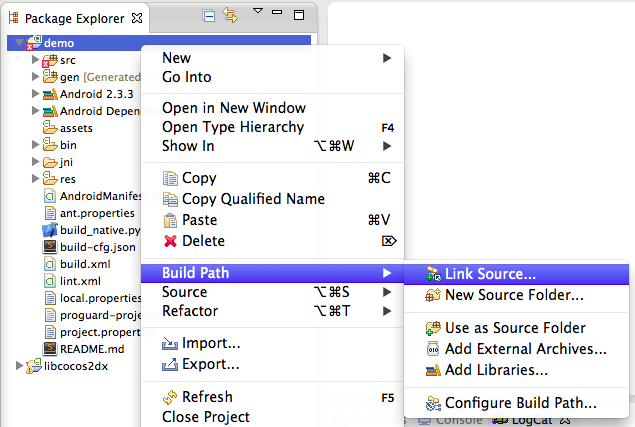 Package Explorer
demo
src
gen [Generated
Android 2.3.3
Android Depen
assets
bin
jni
res
AndroidManifes
ant.properties
build_native.py
build-cfg.json
build.xml
lint.xml
local.properties
proguard-proje
project.propert
README.md
libcocos2dx
New
Go Into
Open in New Window
Open Type Hierarchy F4
Show In ⌥⌘W
Copy ⌘C
Copy Qualified Name
Paste ⌘V
Delete ⌦
Build Path
Source ⌥⌘S
Refactor ⌥⌘T
Import...
Export...
Refresh F5
Close Project
Link Source...
New Source Folder...
Use as Source Folder
Add External Archives...
Add Libraries...
Configure Build Path...
Console
LogCat